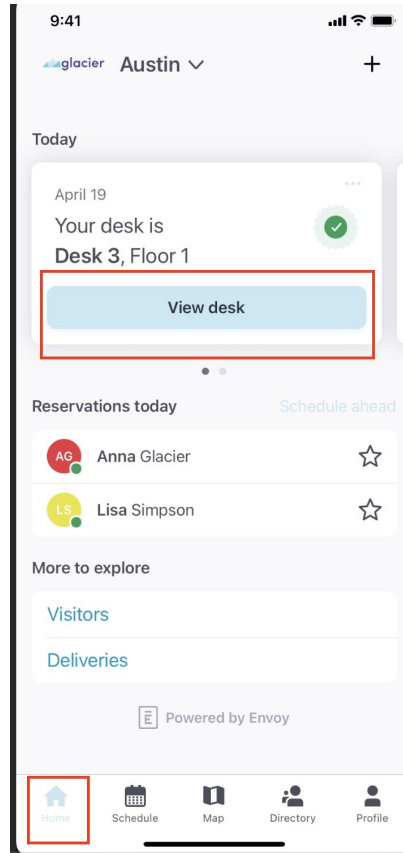 9:41
glacier Austin
Today
April 19
Your desk is
Desk 3, Floor 1
View desk
Reservations today Schedule ahead
AG Anna Glacier
LS Lisa Simpson
More to explore
Visitors
Deliveries
E Powered by Envoy
Home Schedule Map Directory Profile